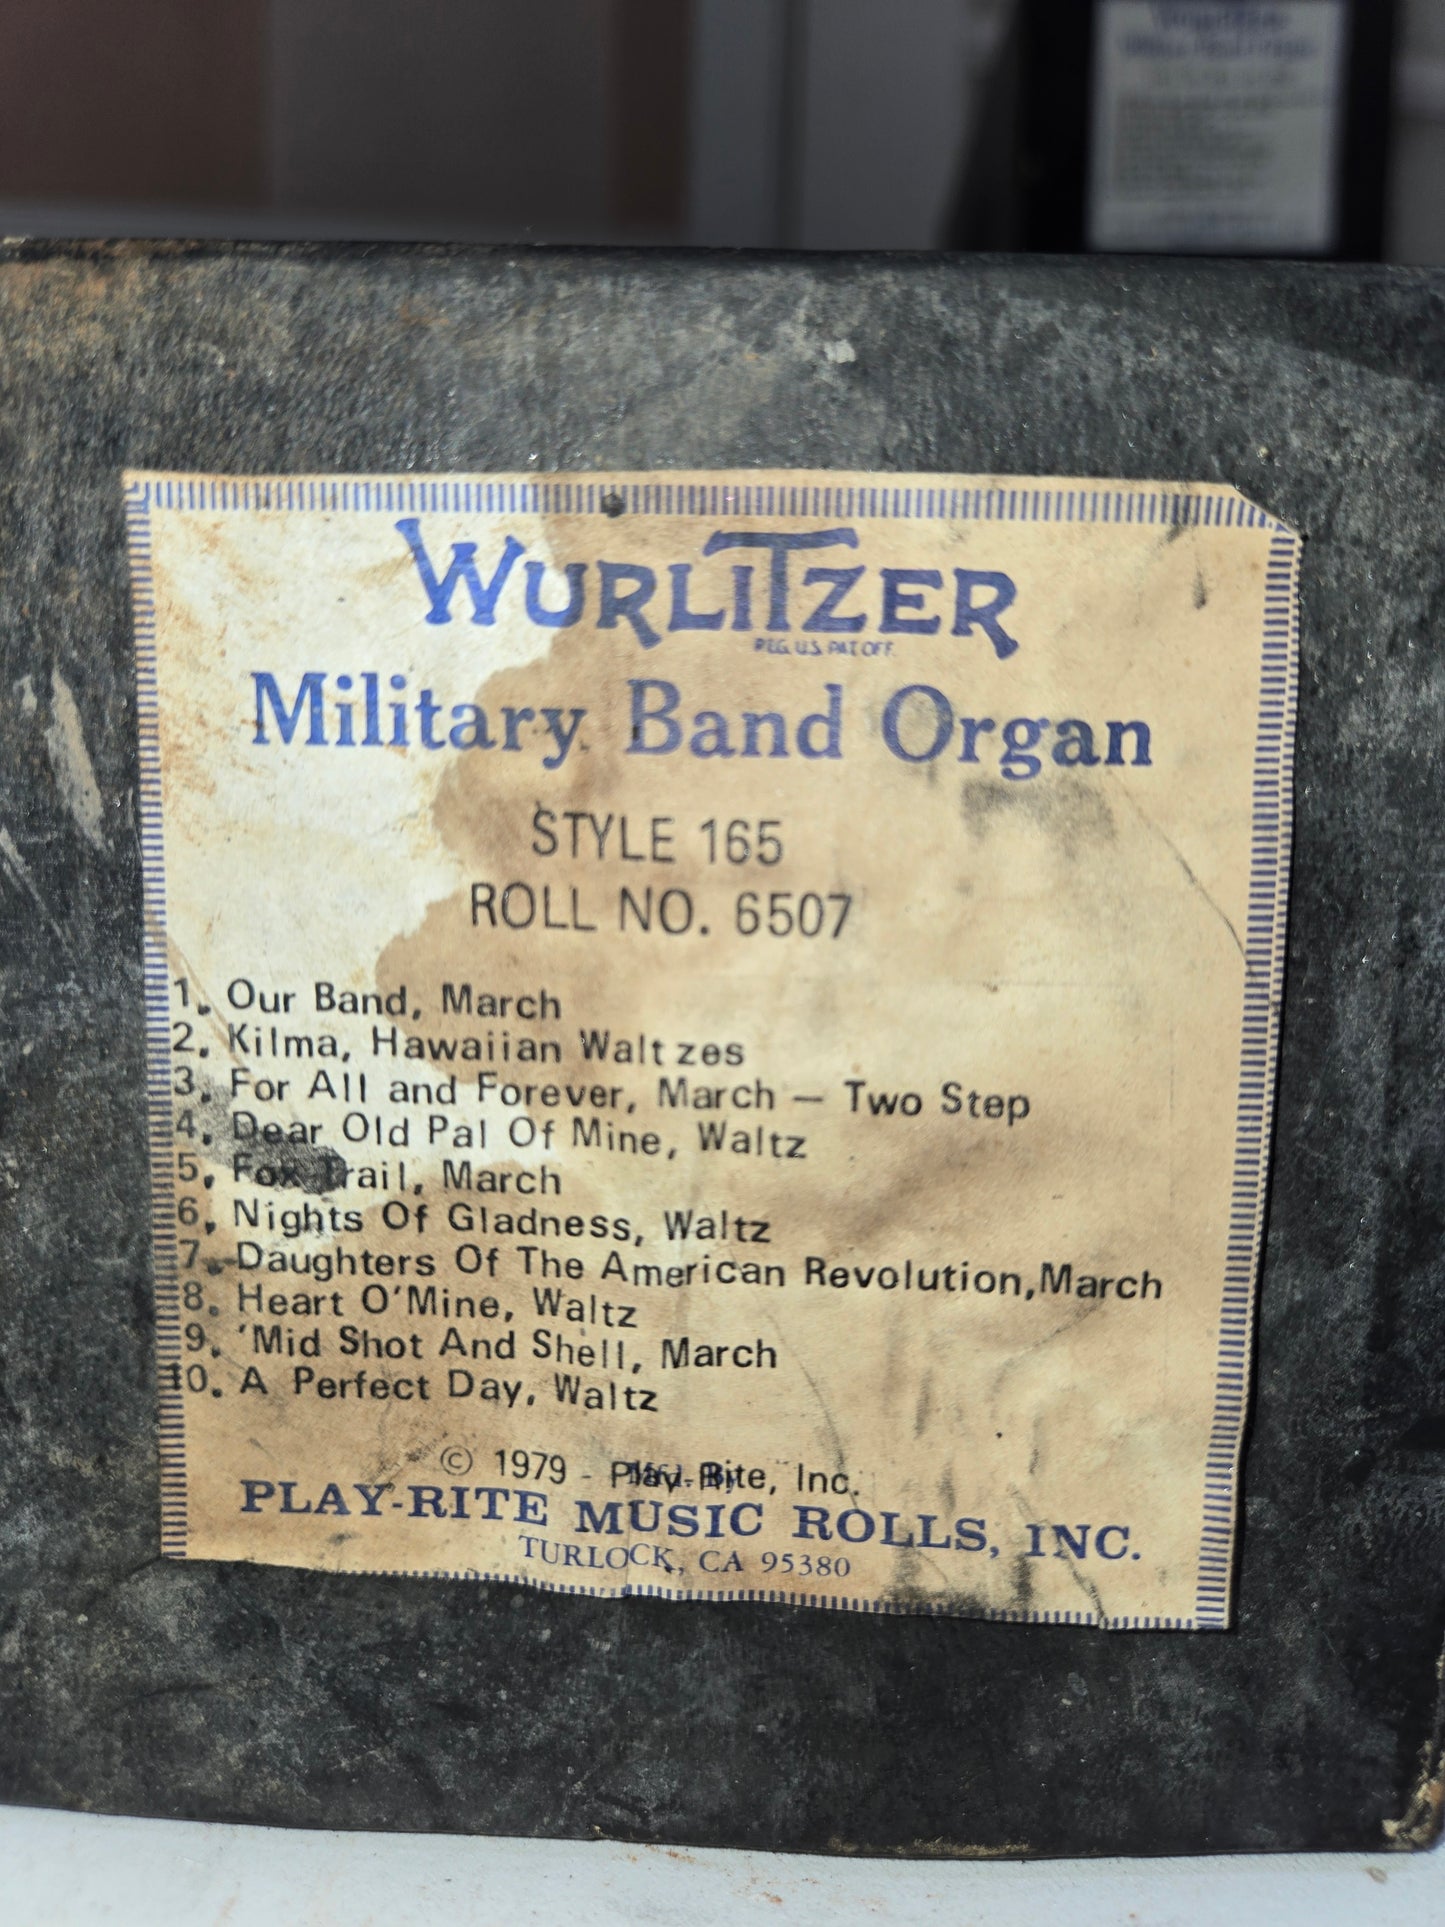 WURLITZER
REG. U.S. PAT. OFF.
Military Band Organ
STYLE 165
ROLL NO. 6507
1. Our Band, March
2. Kilma, Hawaiian Waltzes
3. For All and Forever, March — Two Step
4. Dear Old Pal Of Mine, Waltz
5. Fox Trail, March
6. Nights Of Gladness, Waltz
7. Daughters Of The American Revolution,March
8. Heart O'Mine, Waltz
9. 'Mid Shot And Shell, March
10. A Perfect Day, Waltz
© 1979 - Play-Rite, Inc.
PLAY-RITE MUSIC ROLLS, INC.
TURLOCK, CA 95380